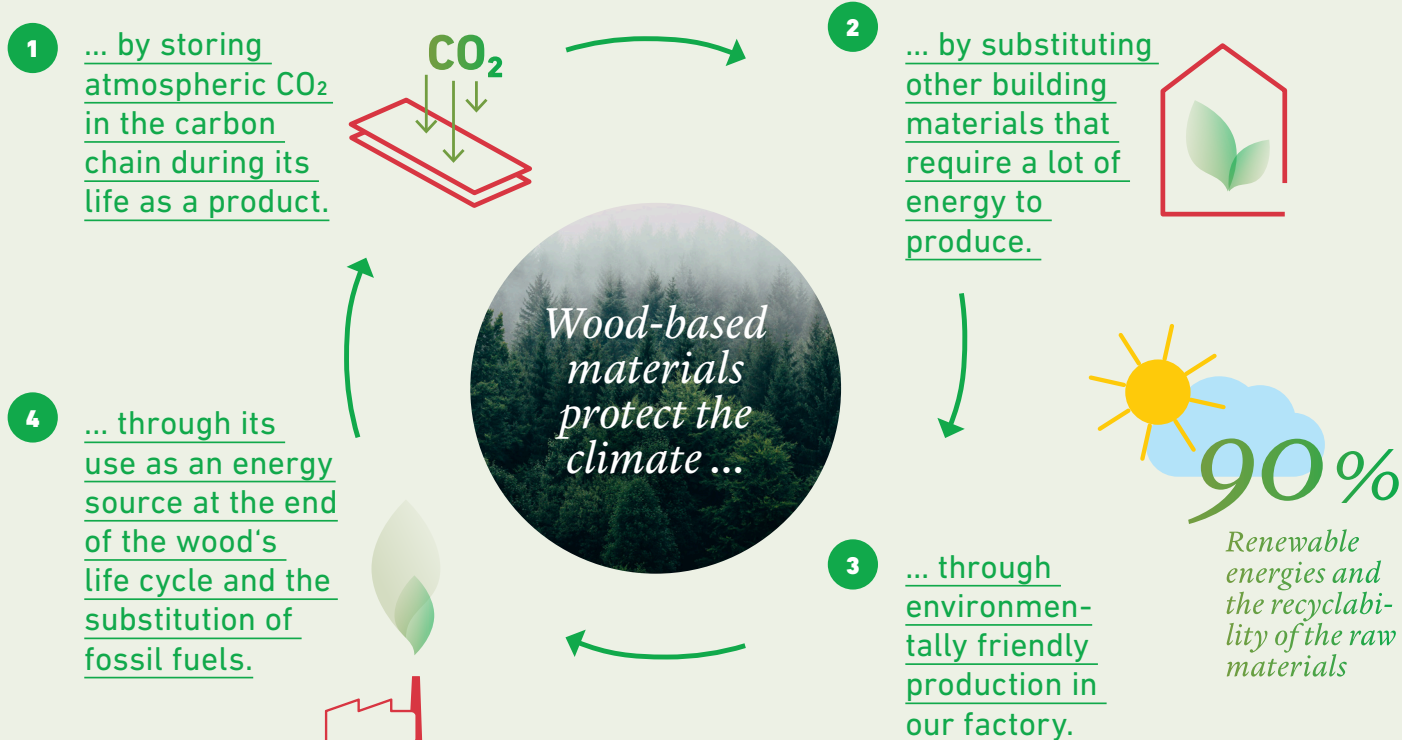 Wood-based
materials
protect the
climate ...
1
... by storing
atmospheric CO₂
in the carbon
chain during its
life as a product.
CO₂
2
... by substituting
other building
materials that
require a lot of
energy to
produce.
3
... through
environmen-
tally friendly
production in
our factory.
90%
Renewable
energies and
the recyclabi-
lity of the raw
materials
4
... through its
use as an energy
source at the end
of the wood‘s
life cycle and the
substitution of
fossil fuels.